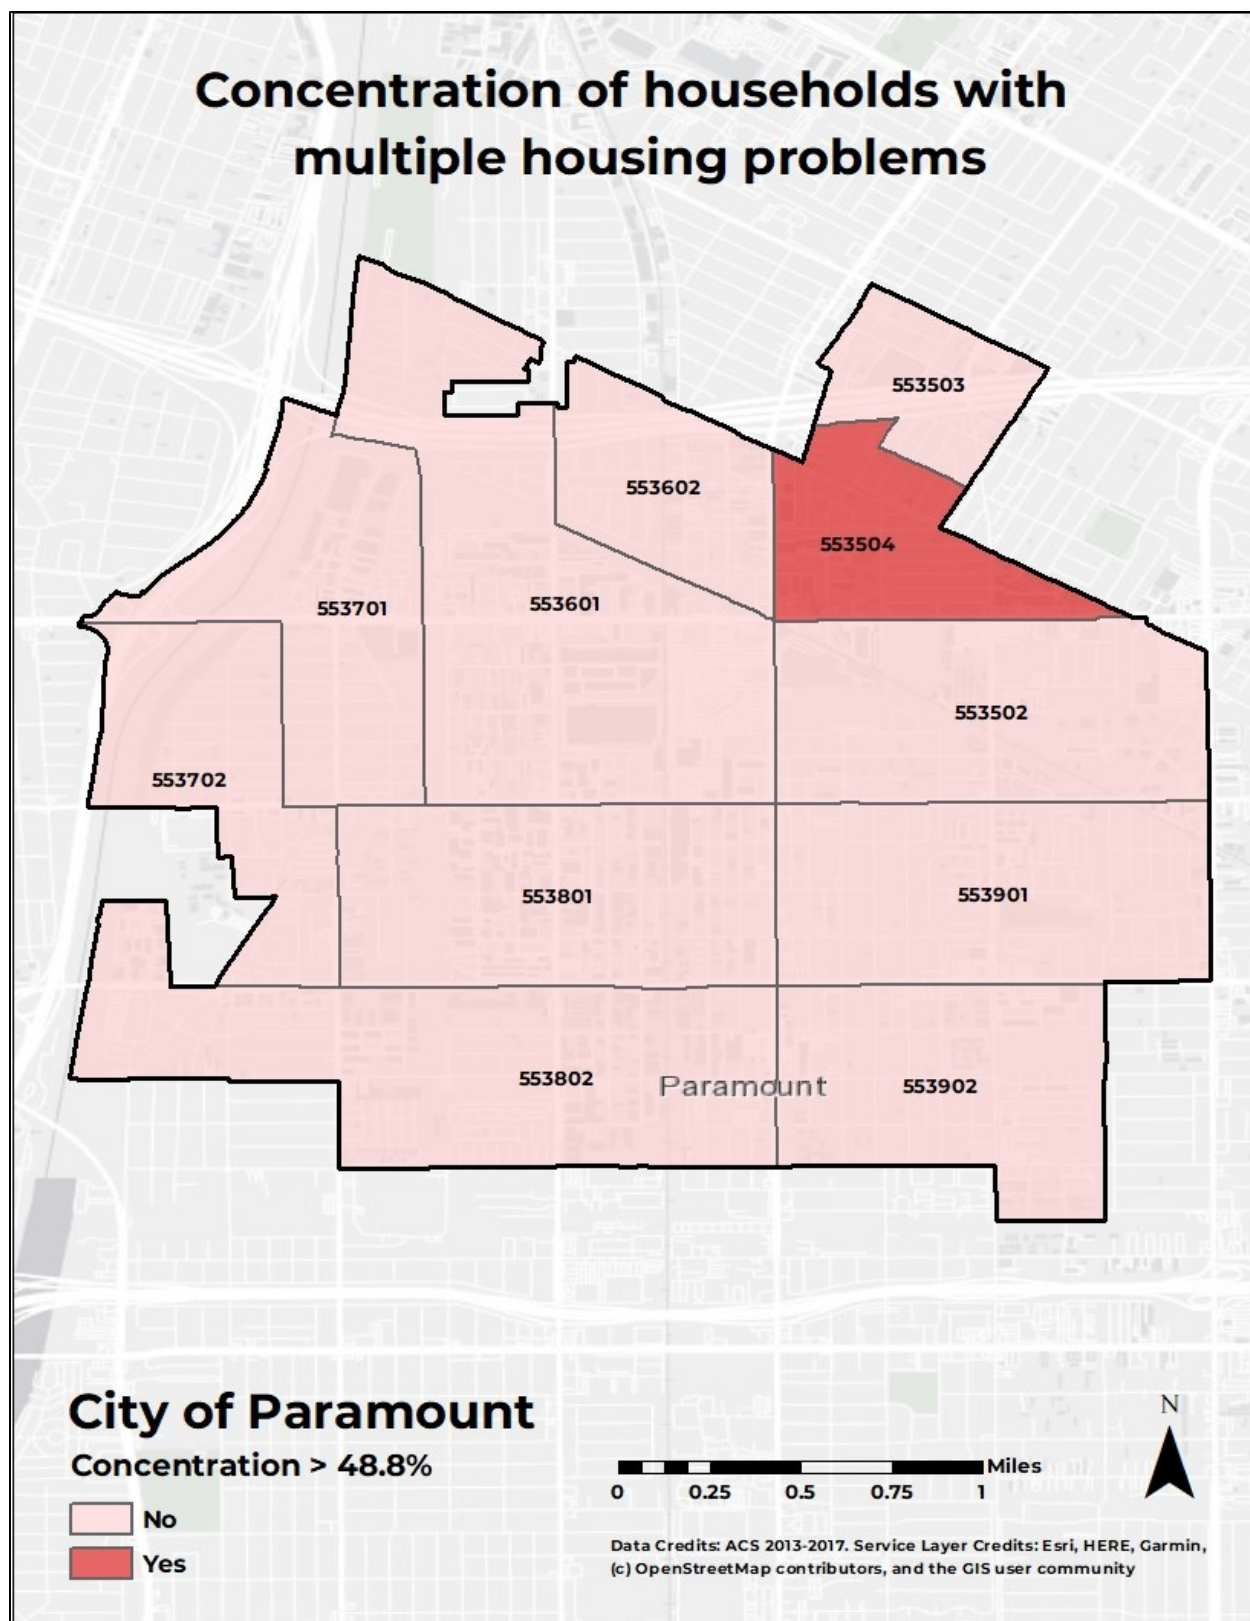 Concentration of households with
multiple housing problems
553503
553602
553504
553601
553701
553502
553702
553801
553901
553802
Paramount
553902
City of Paramount
Concentration > 48.8%
No
Yes
Miles
0 0.25 0.5 0.75 1
N
Data Credits: ACS 2013-2017. Service Layer Credits: Esri, HERE, Garmin,
(c) OpenStreetMap contributors, and the GIS user community